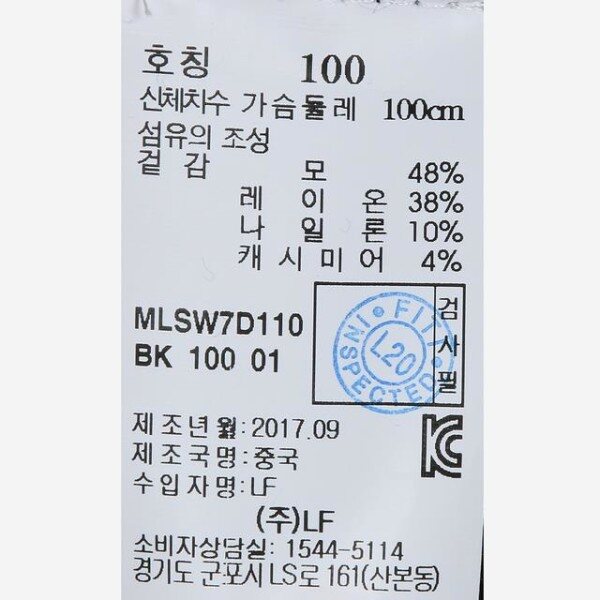 호칭 100
신체치수 가슴둘레 100cm
섬유의 조성
겉 감 모 48%
레 이 온 38%
나 일 론 10%
캐 시 미 어 4%
MLSW7D110
BK 100 01
검사필
FITI
INSPECTED
L20
제조년월: 2017.09
제조국명: 중국
수입자명: LF
(주)LF
소비자상담실: 1544-5114
경기도 군포시 LS로 161(산본동)